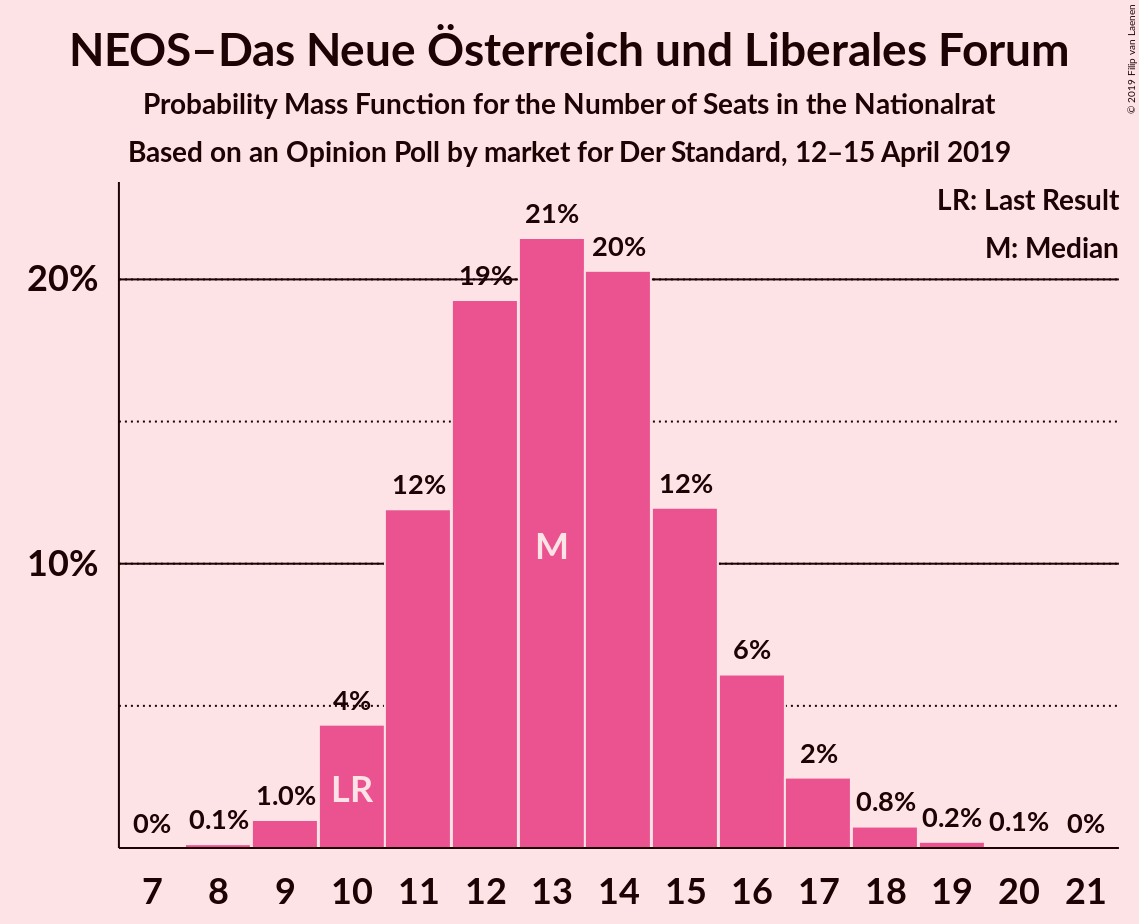 NEOS–Das Neue Österreich und Liberales Forum
Probability Mass Function for the Number of Seats in the Nationalrat
Based on an Opinion Poll by market for Der Standard, 12–15 April 2019
© 2019 Filip van Laenen
LR: Last Result
M: Median
20%
10%
0%
0.1%
1.0%
4%
12%
19%
21%
20%
12%
6%
2%
0.8%
0.2%
0.1%
0%
LR
M
7 8 9 10 11 12 13 14 15 16 17 18 19 20 21